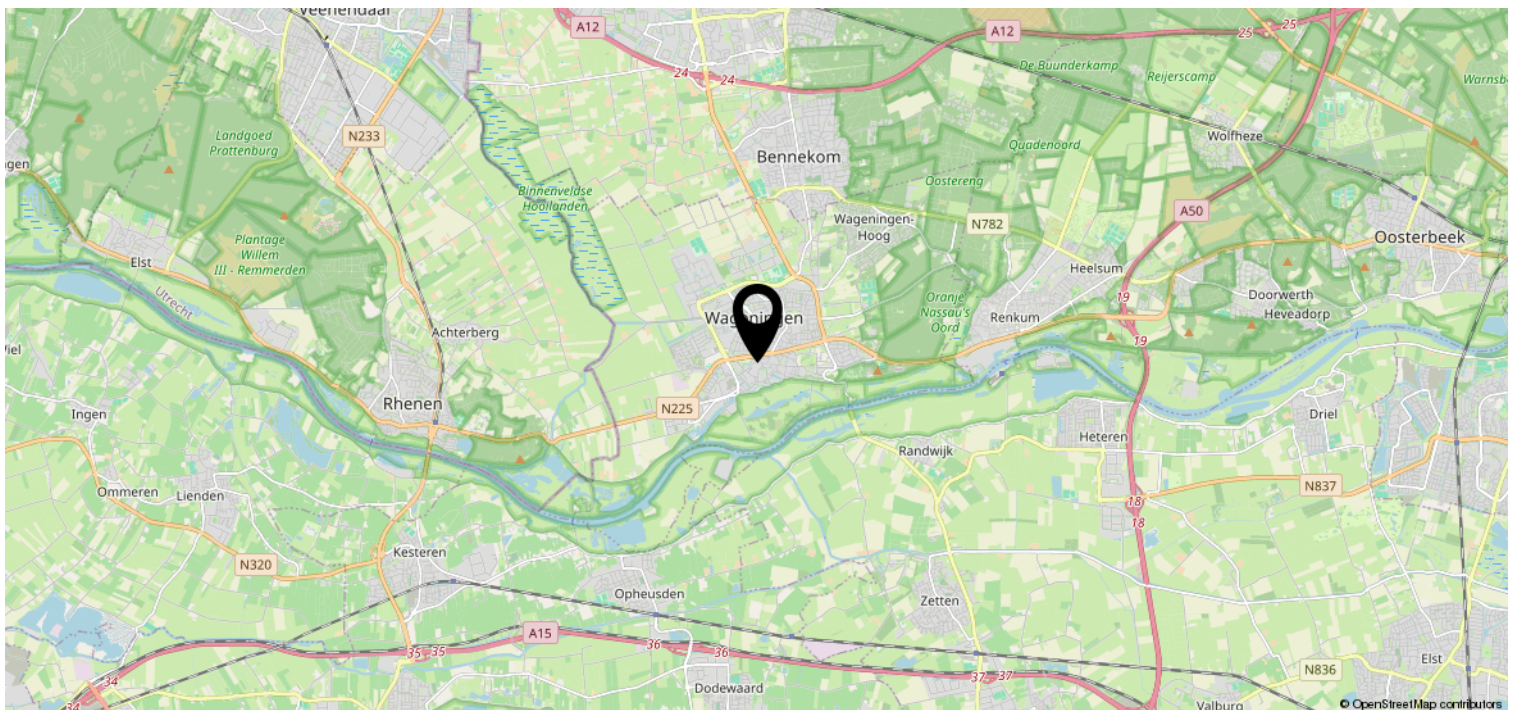 Veenendaal
A12
A12
25
25
24
24
De Buunderkamp
Reijerscamp
Landgoed
Prattenburg
N233
Wolfheze
Bennekom
Quadenoord
ngen
Oostereng
Binnenveldse
Hooilanden
A50
Wageningen-
Hoog
N782
Plantage
Willem
III - Remmerden
Oosterbeek
Elst
Heelsum
Utrecht
19
Oranje
Nassau's
Oord
Doorwerth
Heveadorp
Wageningen
Renkum
Achterberg
19
Rhenen
N225
Ingen
Driel
Heteren
Randwijk
Ommeren
Lienden
N837
18
18
Kesteren
N320
Opheusden
Zetten
A15
36
36
35
35
Elst
N836
34
34
37
37
Dodewaard
Valburg
© OpenStreetMap contributors